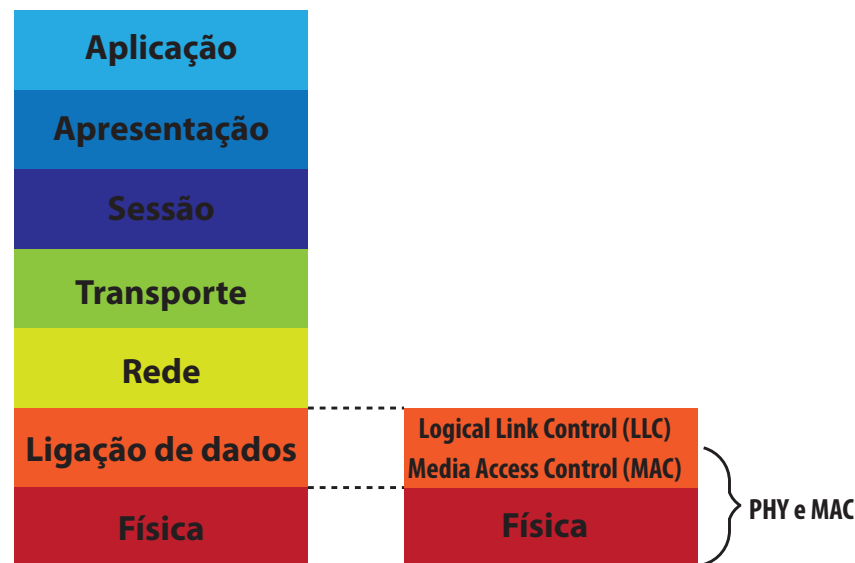 Aplicação
Apresentação
Sessão
Transporte
Rede
Ligação de dados
Física
Logical Link Control (LLC)
Media Access Control (MAC)
Física
PHY e MAC